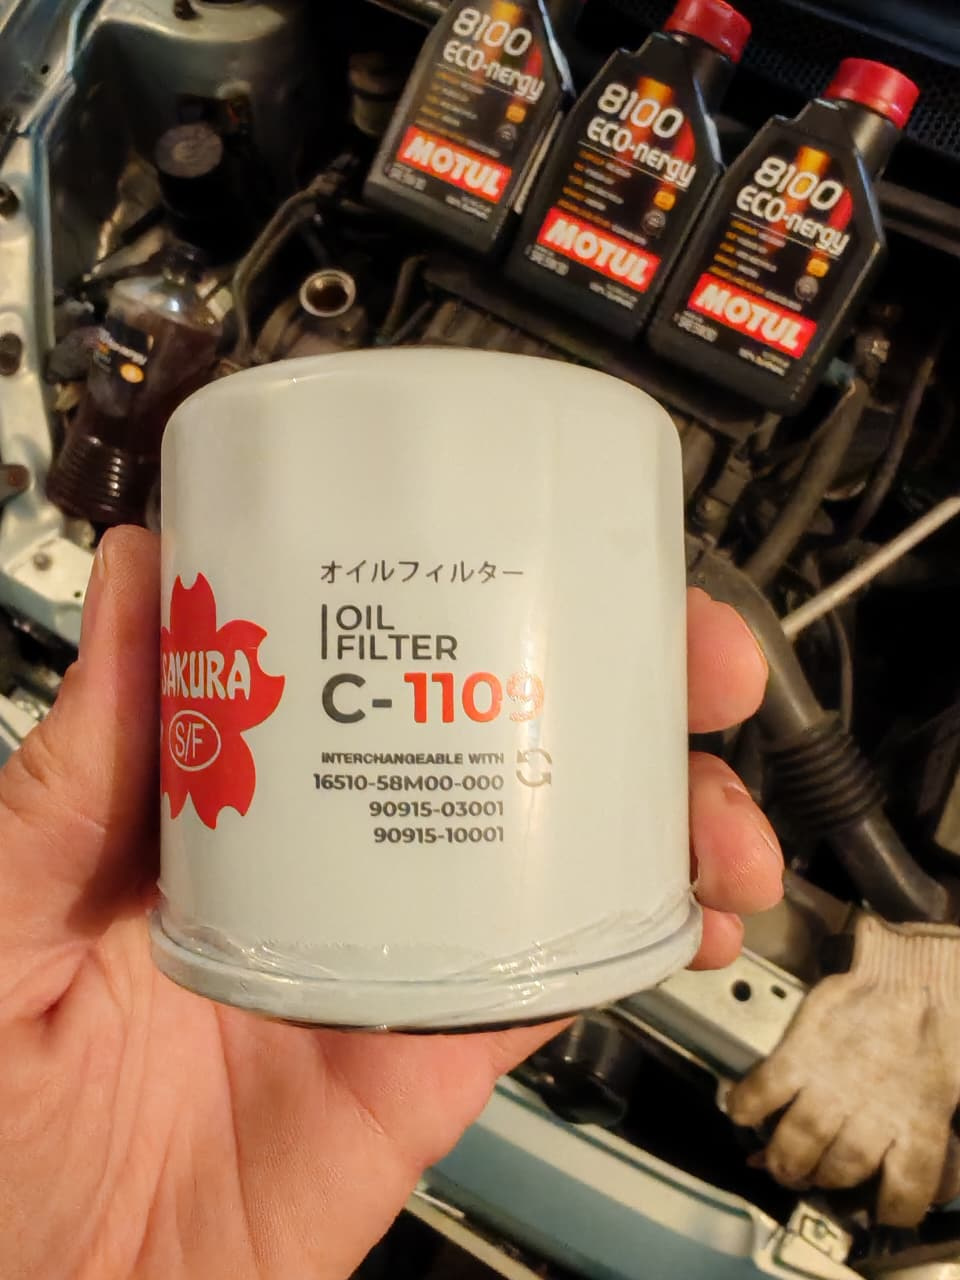 8100
ECO-nergy
MOTUL
8100
ECO-nergy
MOTUL
8100
ECO-nergy
MOTUL
オイルフィルター
OIL
FILTER
C-1109
SAKURA
S/F
INTERCHANGEABLE WITH
16510-58M00-000
90915-03001
90915-10001